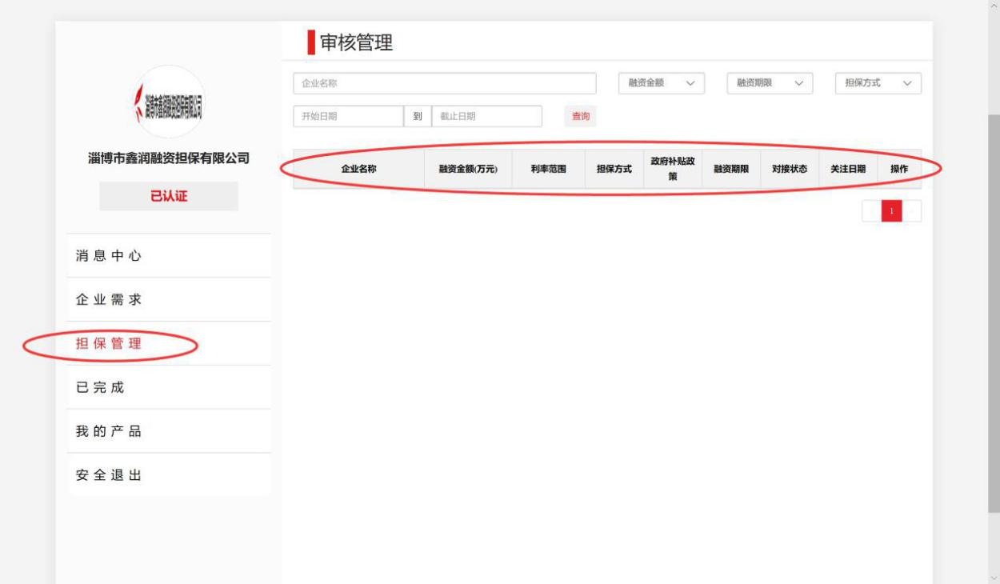 审核管理
企业名称 融资金额 融资期限 担保方式
开始日期 到 截止日期 查询
淄博市鑫润融资担保有限公司
淄博市鑫润融资担保有限公司
已认证
企业名称 融资金额(万元) 利率范围 担保方式 政府补贴政策 融资期限 对接状态 关注日期 操作
1
消息中心
企业需求
担保管理
已完成
我的产品
安全退出